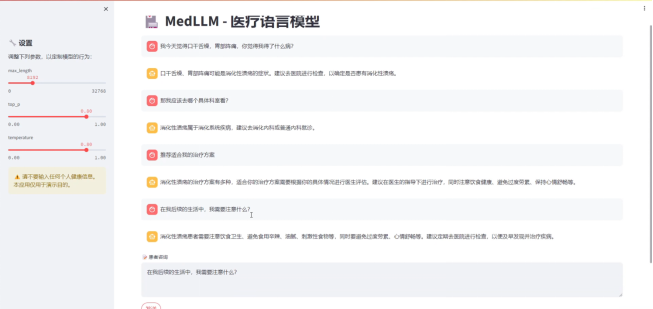 MedLLM - 医疗语言模型
设置
调整下列参数，以定制模型的行为：
max_length
8192
0 32768
top_p
0.80
0.00 1.00
temperature
0.80
0.00 1.00
请不要输入任何个人健康信息。
本应用仅用于演示目的。
我今天觉得口干舌燥，胃部阵痛，你觉得我得了什么病？
口干舌燥、胃部阵痛可能是消化性溃疡的症状。建议去医院进行检查，以确定是否患有消化性溃疡。
那我应该去哪个具体科室看？
消化性溃疡属于消化系统疾病，建议去消化内科或普通内科就诊。
推荐适合我的治疗方案
消化性溃疡的治疗方案有多种，适合你的治疗方案需要根据你的具体情况进行医生评估。建议在医生的指导下进行治疗，同时注意饮食健康，避免过度劳累，保持心情舒畅等。
在我后续的生活中，我需要注意什么？
消化性溃疡患者需要注意饮食卫生，避免食用辛辣、油腻、刺激性食物等，同时要避免过度劳累、心情舒畅等。建议定期去医院进行检查，以便及早发现并治疗疾病。
在我后续的生活中，我需要注意什么？